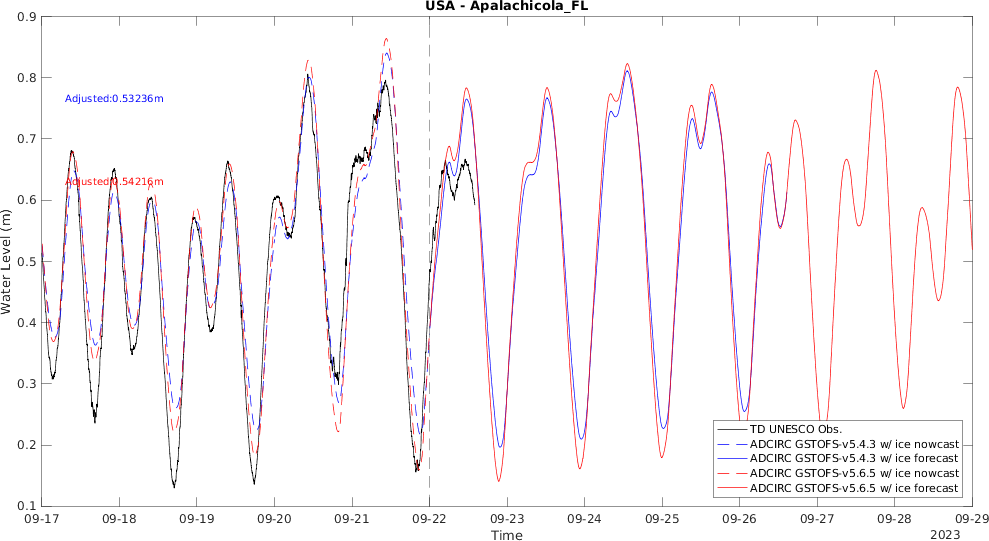 USA - Apalachicola_FL
0.9
0.8
0.7
0.6
0.5
0.4
0.3
0.2
0.1
Water Level (m)
Adjusted:0.53236m
Adjusted:0.54216m
TD UNESCO Obs.
ADCIRC GSTOFS-v5.4.3 w/ ice nowcast
ADCIRC GSTOFS-v5.4.3 w/ ice forecast
ADCIRC GSTOFS-v5.6.5 w/ ice nowcast
ADCIRC GSTOFS-v5.6.5 w/ ice forecast
09-17 09-18 09-19 09-20 09-21 09-22 09-23 09-24 09-25 09-26 09-27 09-28 09-29
Time
2023